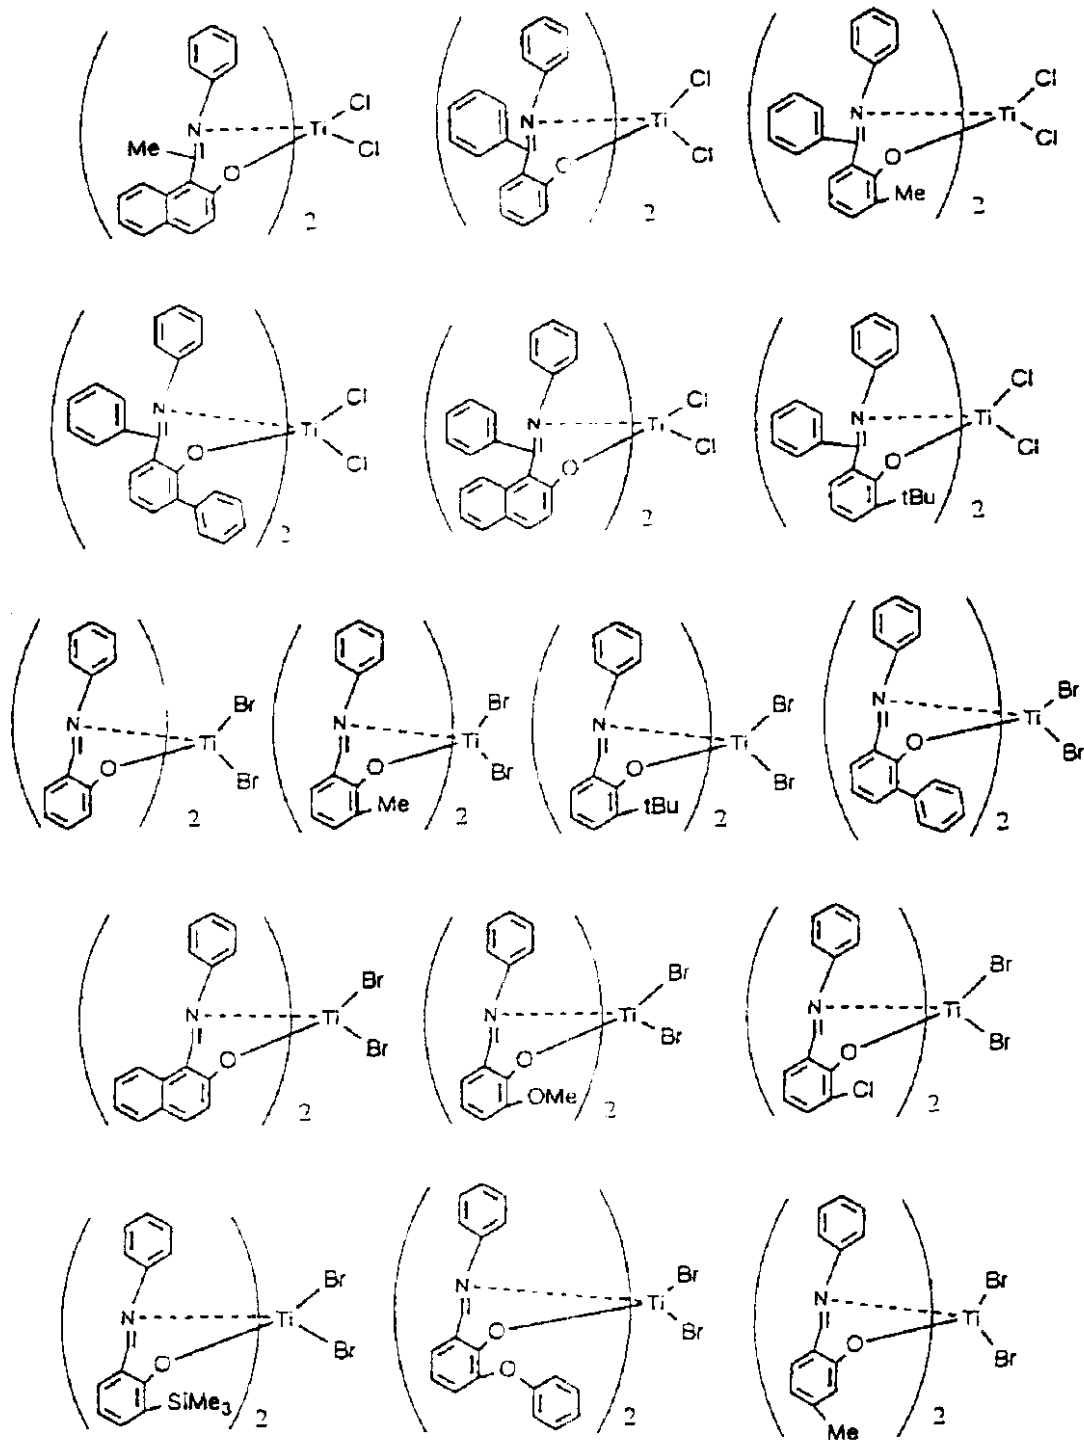 N Ti Cl Cl Me O 2
N Ti Cl Cl O 2
N Ti Cl Cl O Me 2
N Ti Cl Cl O 2
N Ti Cl Cl O 2
N Ti Cl Cl O tBu 2
N Ti Br Br O 2
N Ti Br Br O Me 2
N Ti Br Br O tBu 2
N Ti Br Br O 2
N Ti Br Br O 2
N Ti Br Br O OMe 2
N Ti Br Br O Cl 2
N Ti Br Br O SiMe3 2
N Ti Br Br O O 2
N Ti Br Br O Me 2